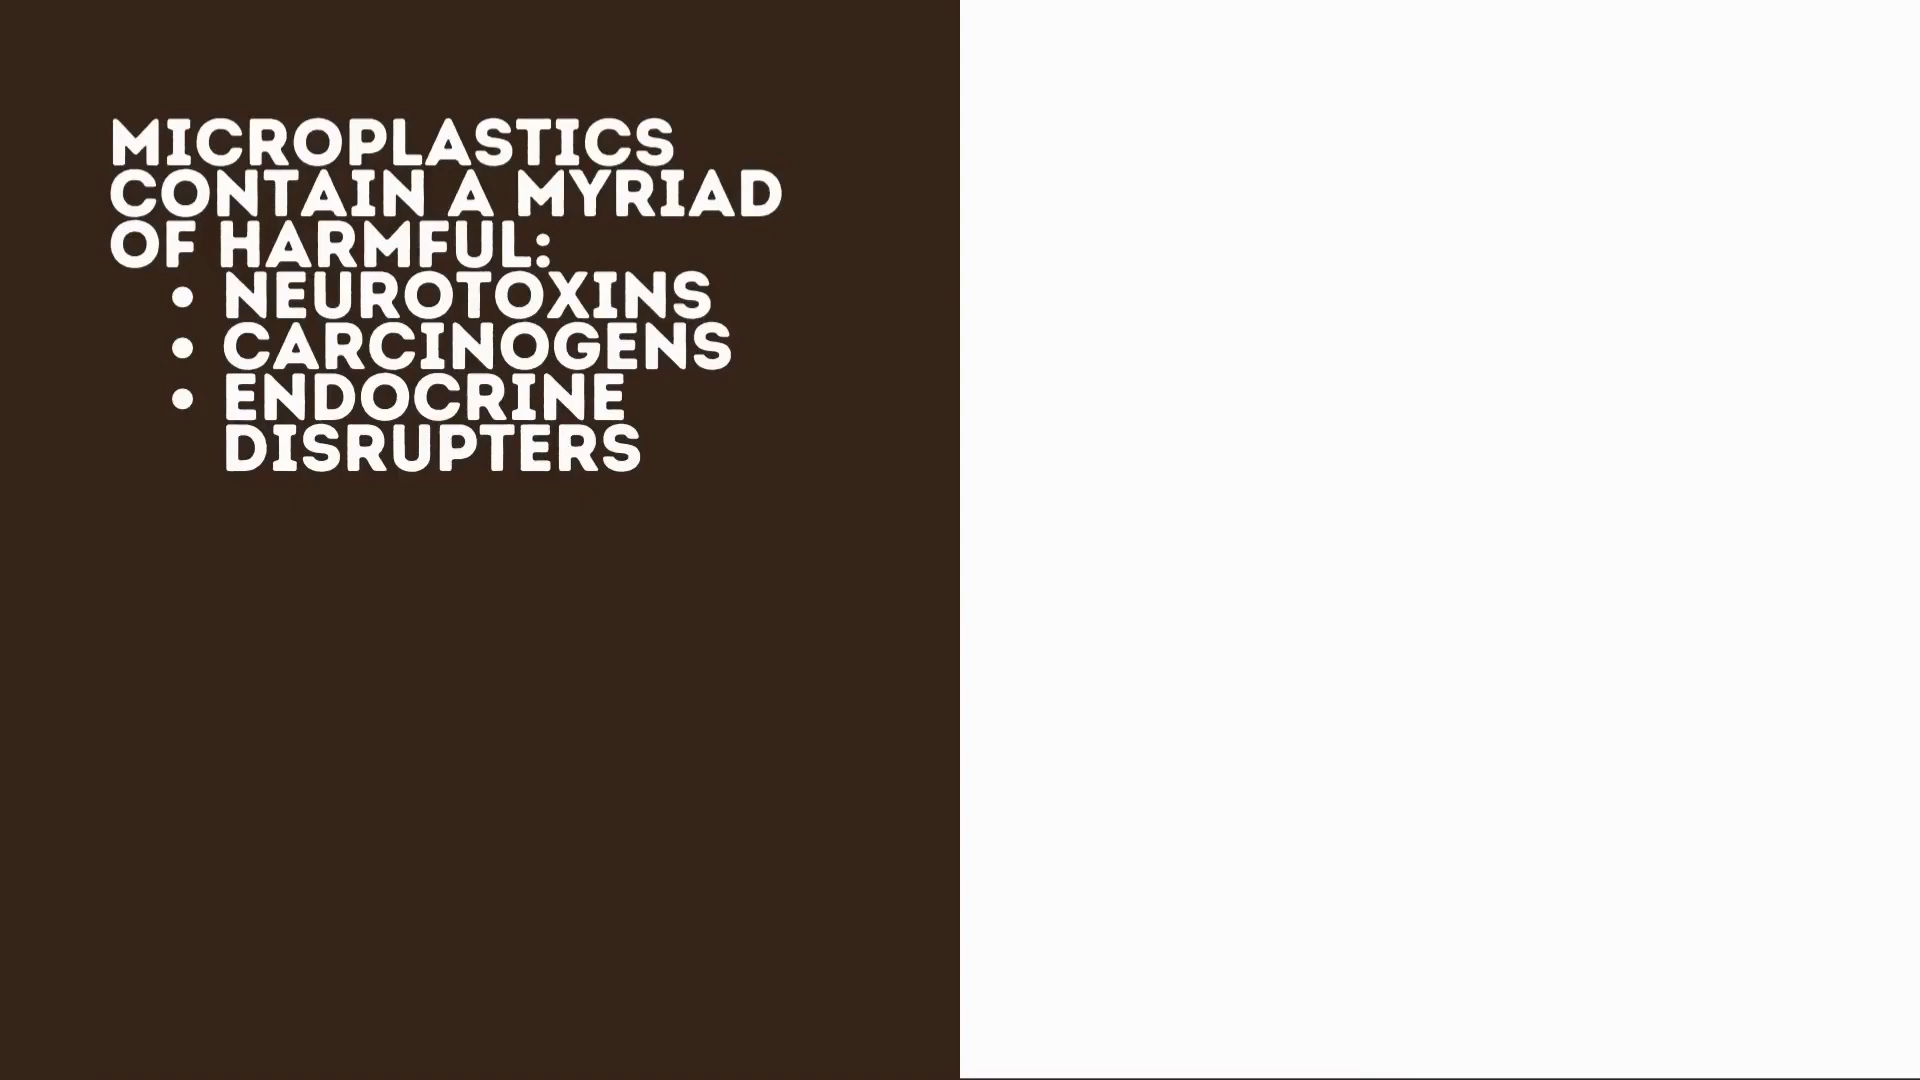 MICROPLASTICS
CONTAIN A MYRIAD
OF HARMFUL:
• NEUROTOXINS
• CARCINOGENS
• ENDOCRINE
DISRUPTERS